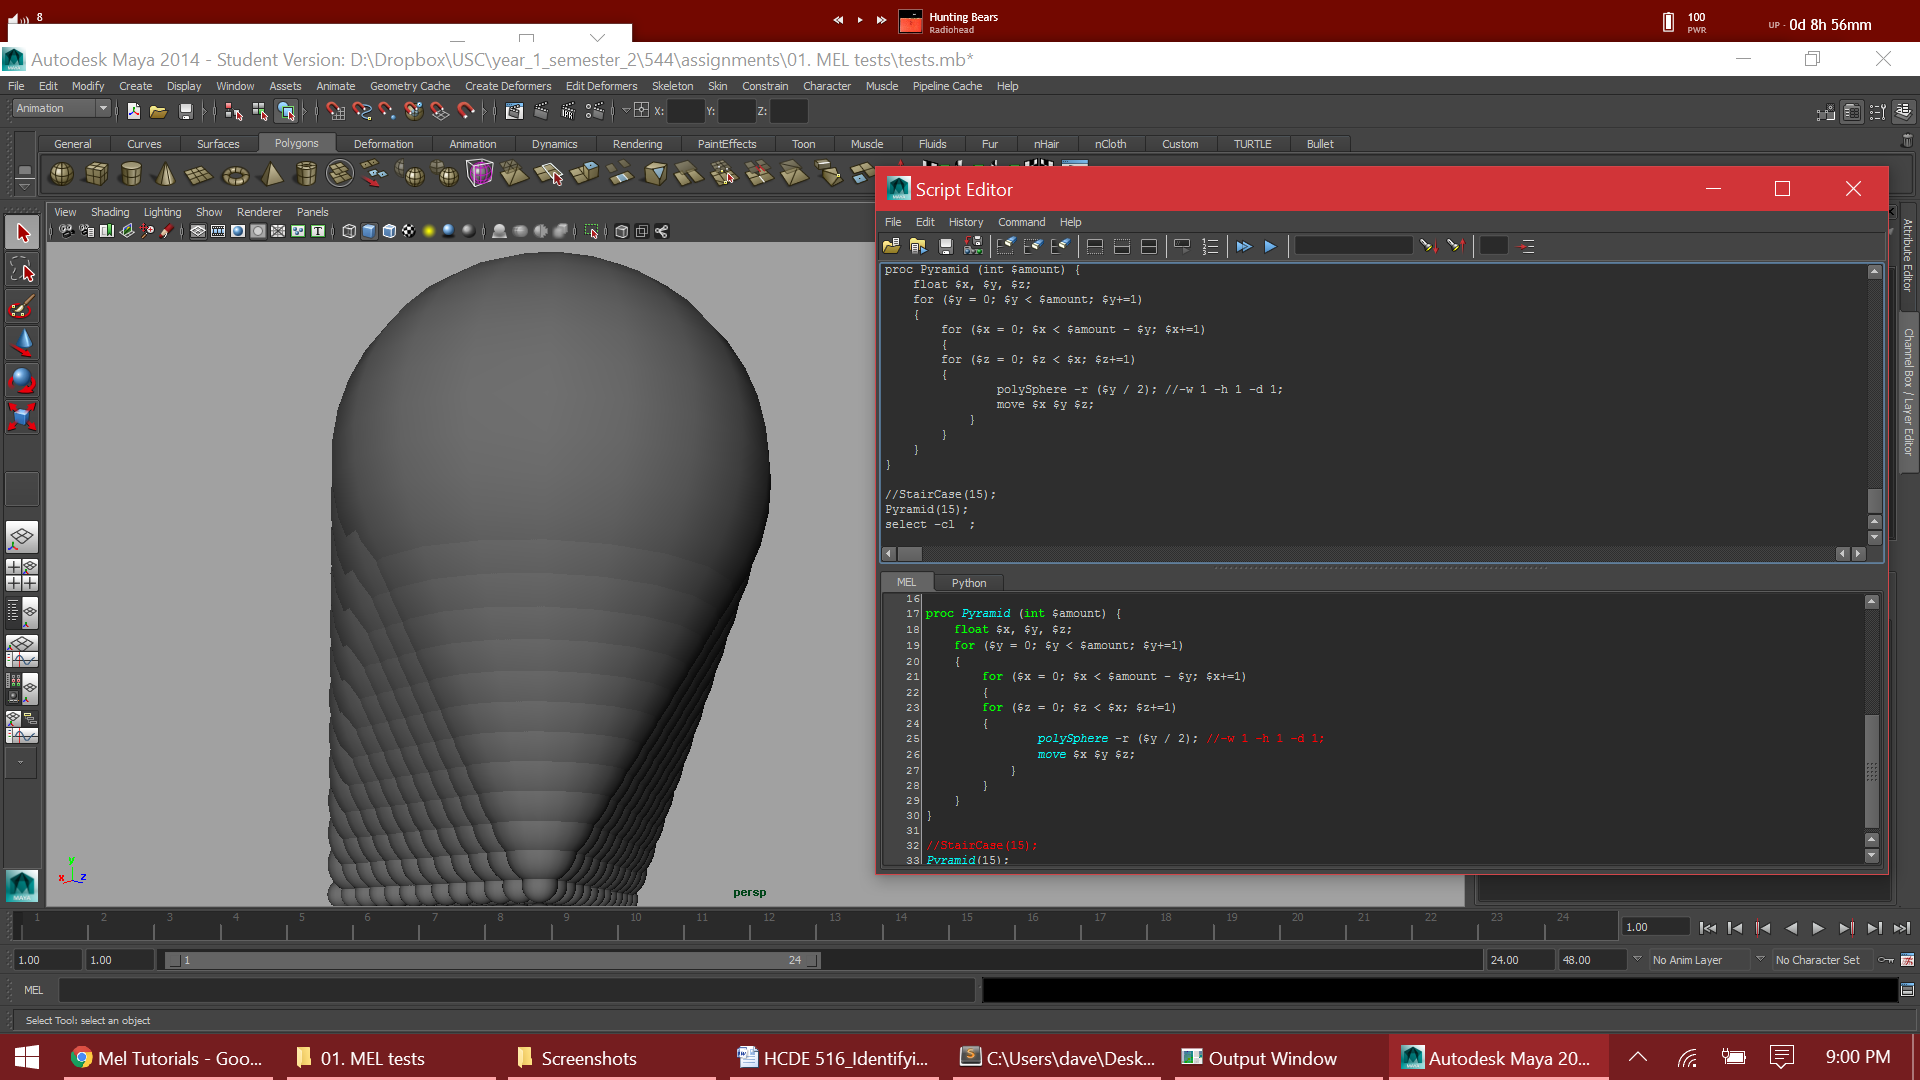 8
Hunting Bears
Radiohead
100
PWR
UP - 0d 8h 56mm
Autodesk Maya 2014 - Student Version: D:\Dropbox\USC\year_1_semester_2\544\assignments\01. MEL tests\tests.mb*
File Edit Modify Create Display Window Assets Animate Geometry Cache Create Deformers Edit Deformers Skeleton Skin Constrain Character Muscle Pipeline Cache Help
Animation
X: Y: Z:
General Curves Surfaces Polygons Deformation Animation Dynamics Rendering PaintEffects Toon Muscle Fluids Fur nHair nCloth Custom TURTLE Bullet
View Shading Lighting Show Renderer Panels
Script Editor
File Edit History Command Help
proc Pyramid (int $amount) {
float $x, $y, $z;
for ($y = 0; $y < $amount; $y+=1)
{
for ($x = 0; $x < $amount - $y; $x+=1)
{
for ($z = 0; $z < $x; $z+=1)
{
polySphere -r ($y / 2); //-w 1 -h 1 -d 1;
move $x $y $z;
}
}
}
}
//StairCase(15);
Pyramid(15);
select -cl  ;
MEL Python
16
17 proc Pyramid (int $amount) {
18 float $x, $y, $z;
19 for ($y = 0; $y < $amount; $y+=1)
20 {
21 for ($x = 0; $x < $amount - $y; $x+=1)
22 {
23 for ($z = 0; $z < $x; $z+=1)
24 {
25 polySphere -r ($y / 2); //-w 1 -h 1 -d 1;
26 move $x $y $z;
27 }
28 }
29 }
30 }
31
32 //StairCase(15);
33 Pyramid(15);
Attribute Editor
Channel Box / Layer Editor
y
x z
MAYA
persp
1 2 3 4 5 6 7 8 9 10 11 12 13 14 15 16 17 18 19 20 21 22 23 24
1.00
1.00 1.00 1 24 24.00 48.00 No Anim Layer No Character Set
MEL
Select Tool: select an object
Mel Tutorials - Goo... 01. MEL tests Screenshots HCDE 516_Identifyi... C:\Users\dave\Desk... Output Window Autodesk Maya 20... 9:00 PM